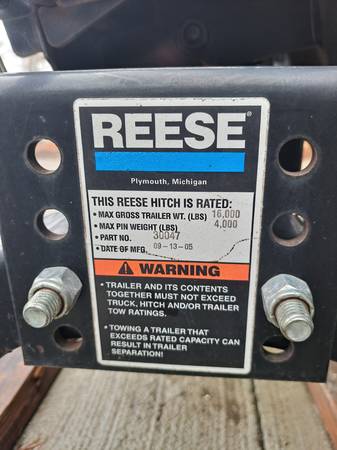 REESE®
Plymouth, Michigan
THIS REESE HITCH IS RATED:
• MAX GROSS TRAILER WT. (LBS) 16,000
• MAX PIN WEIGHT (LBS) 4,000
• PART NO. 30047
• DATE OF MFG. 09-13-05
⚠ WARNING
• TRAILER AND ITS CONTENTS
TOGETHER MUST NOT EXCEED
TRUCK, HITCH AND/OR TRAILER
TOW RATINGS.
• TOWING A TRAILER THAT
EXCEEDS RATED CAPACITY CAN
RESULT IN TRAILER
SEPARATION!